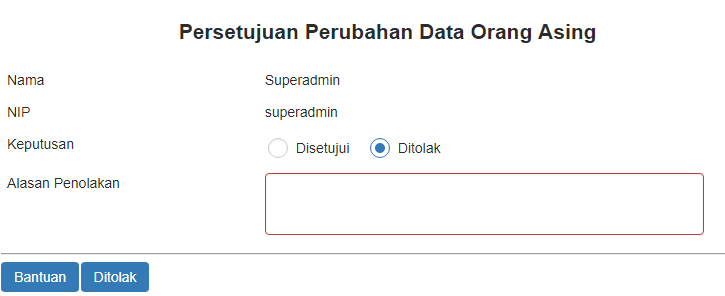 Persetujuan Perubahan Data Orang Asing
Nama Superadmin
NIP superadmin
Keputusan Disetujui Ditolak
Alasan Penolakan
Bantuan Ditolak